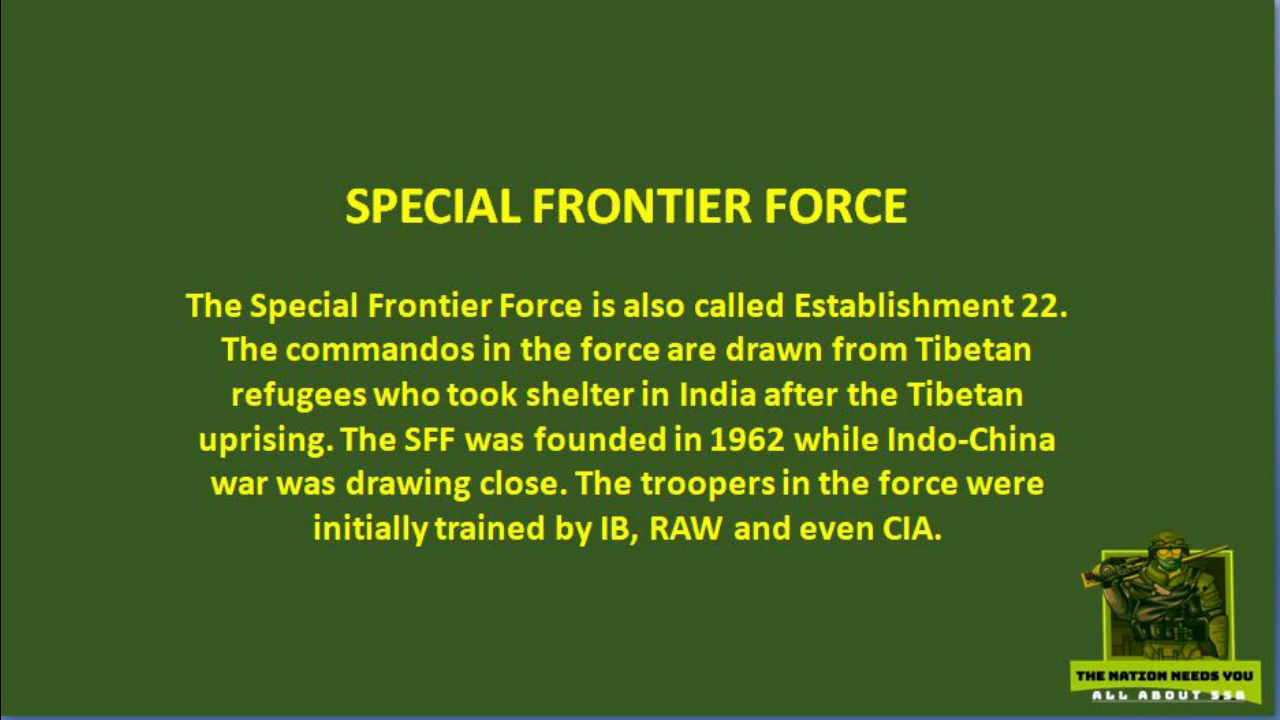 SPECIAL FRONTIER FORCE
The Special Frontier Force is also called Establishment 22.
The commandos in the force are drawn from Tibetan
refugees who took shelter in India after the Tibetan
uprising. The SFF was founded in 1962 while Indo-China
war was drawing close. The troopers in the force were
initially trained by IB, RAW and even CIA.
THE NATION NEEDS YOU
ALL ABOUT SSB